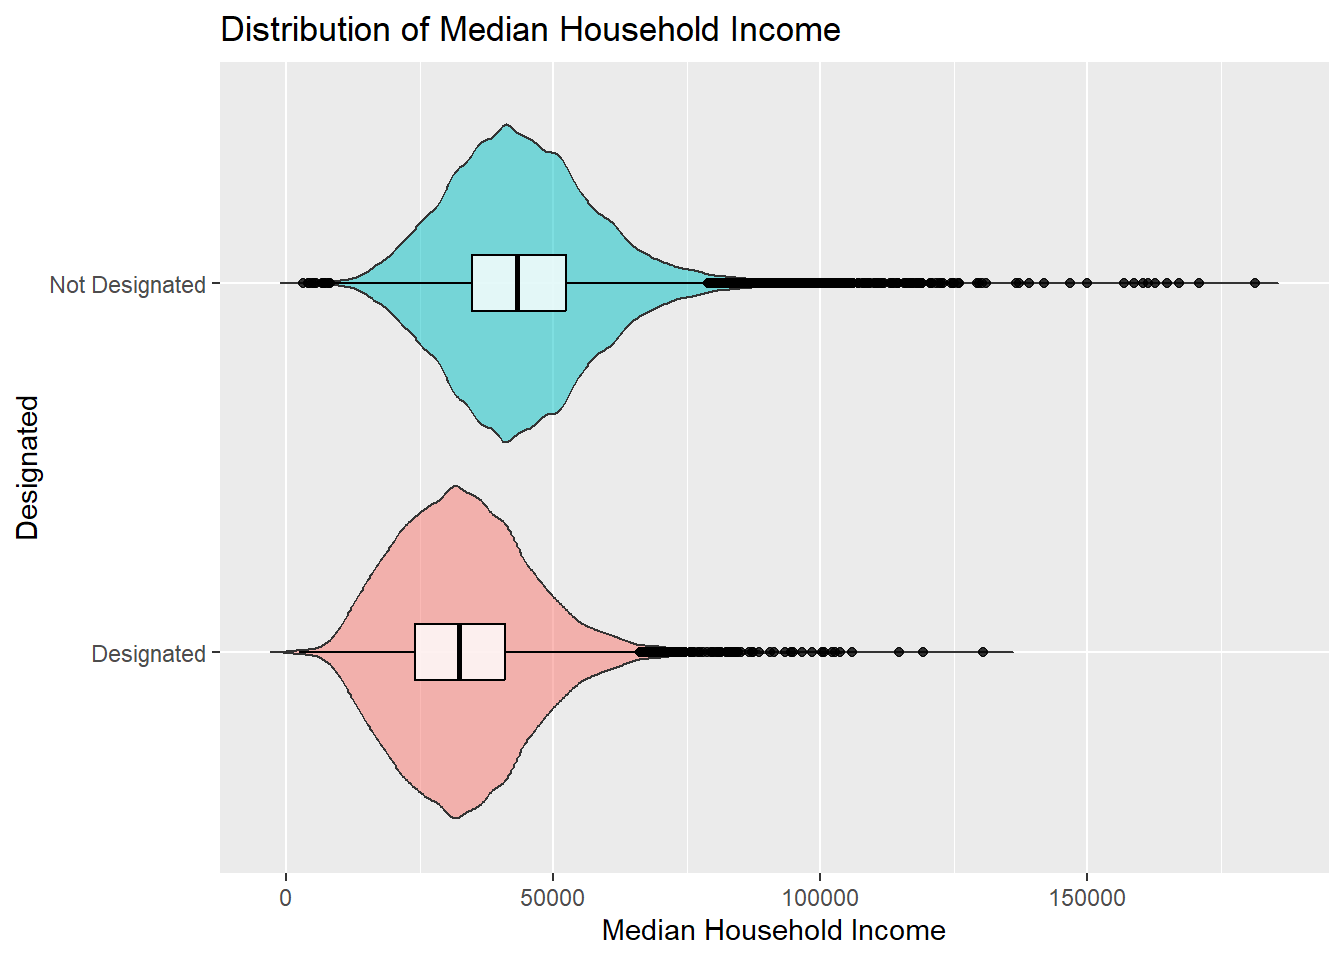 Distribution of Median Household Income
Designated
Not Designated
Designated
0
50000
100000
150000
Median Household Income